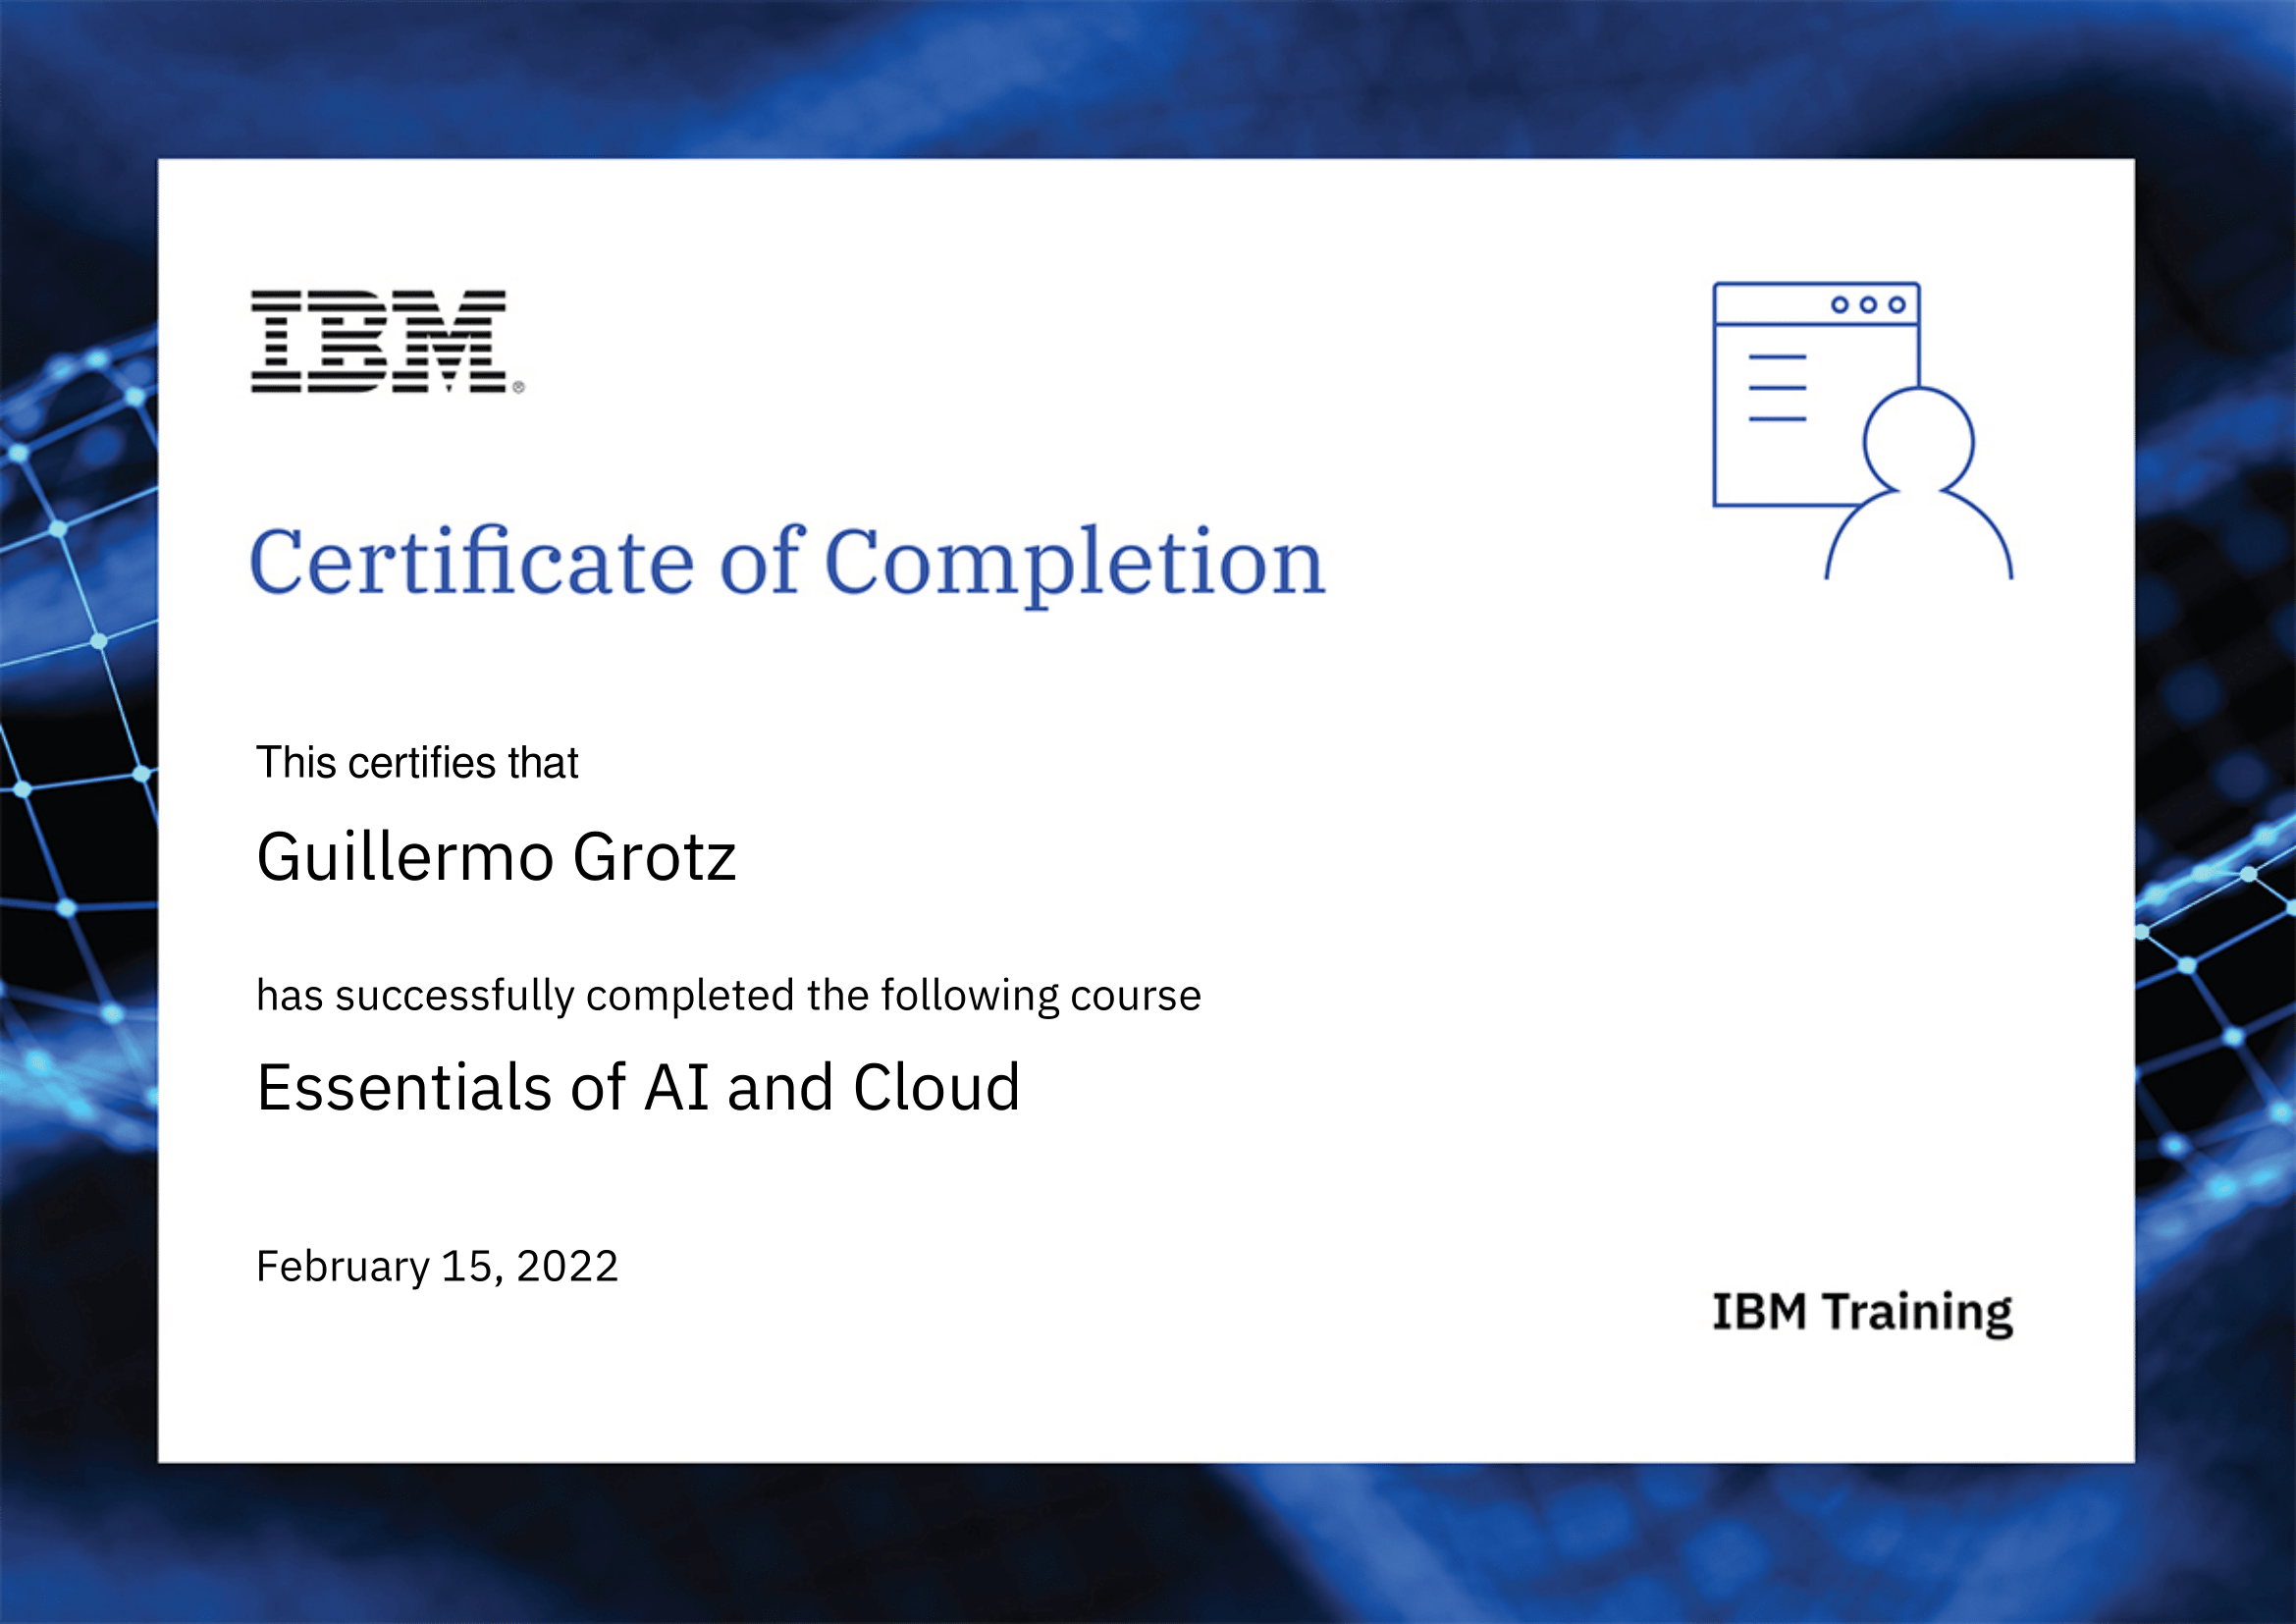 IBM®
Certificate of Completion
This certifies that
Guillermo Grotz
has successfully completed the following course
Essentials of AI and Cloud
February 15, 2022
IBM Training